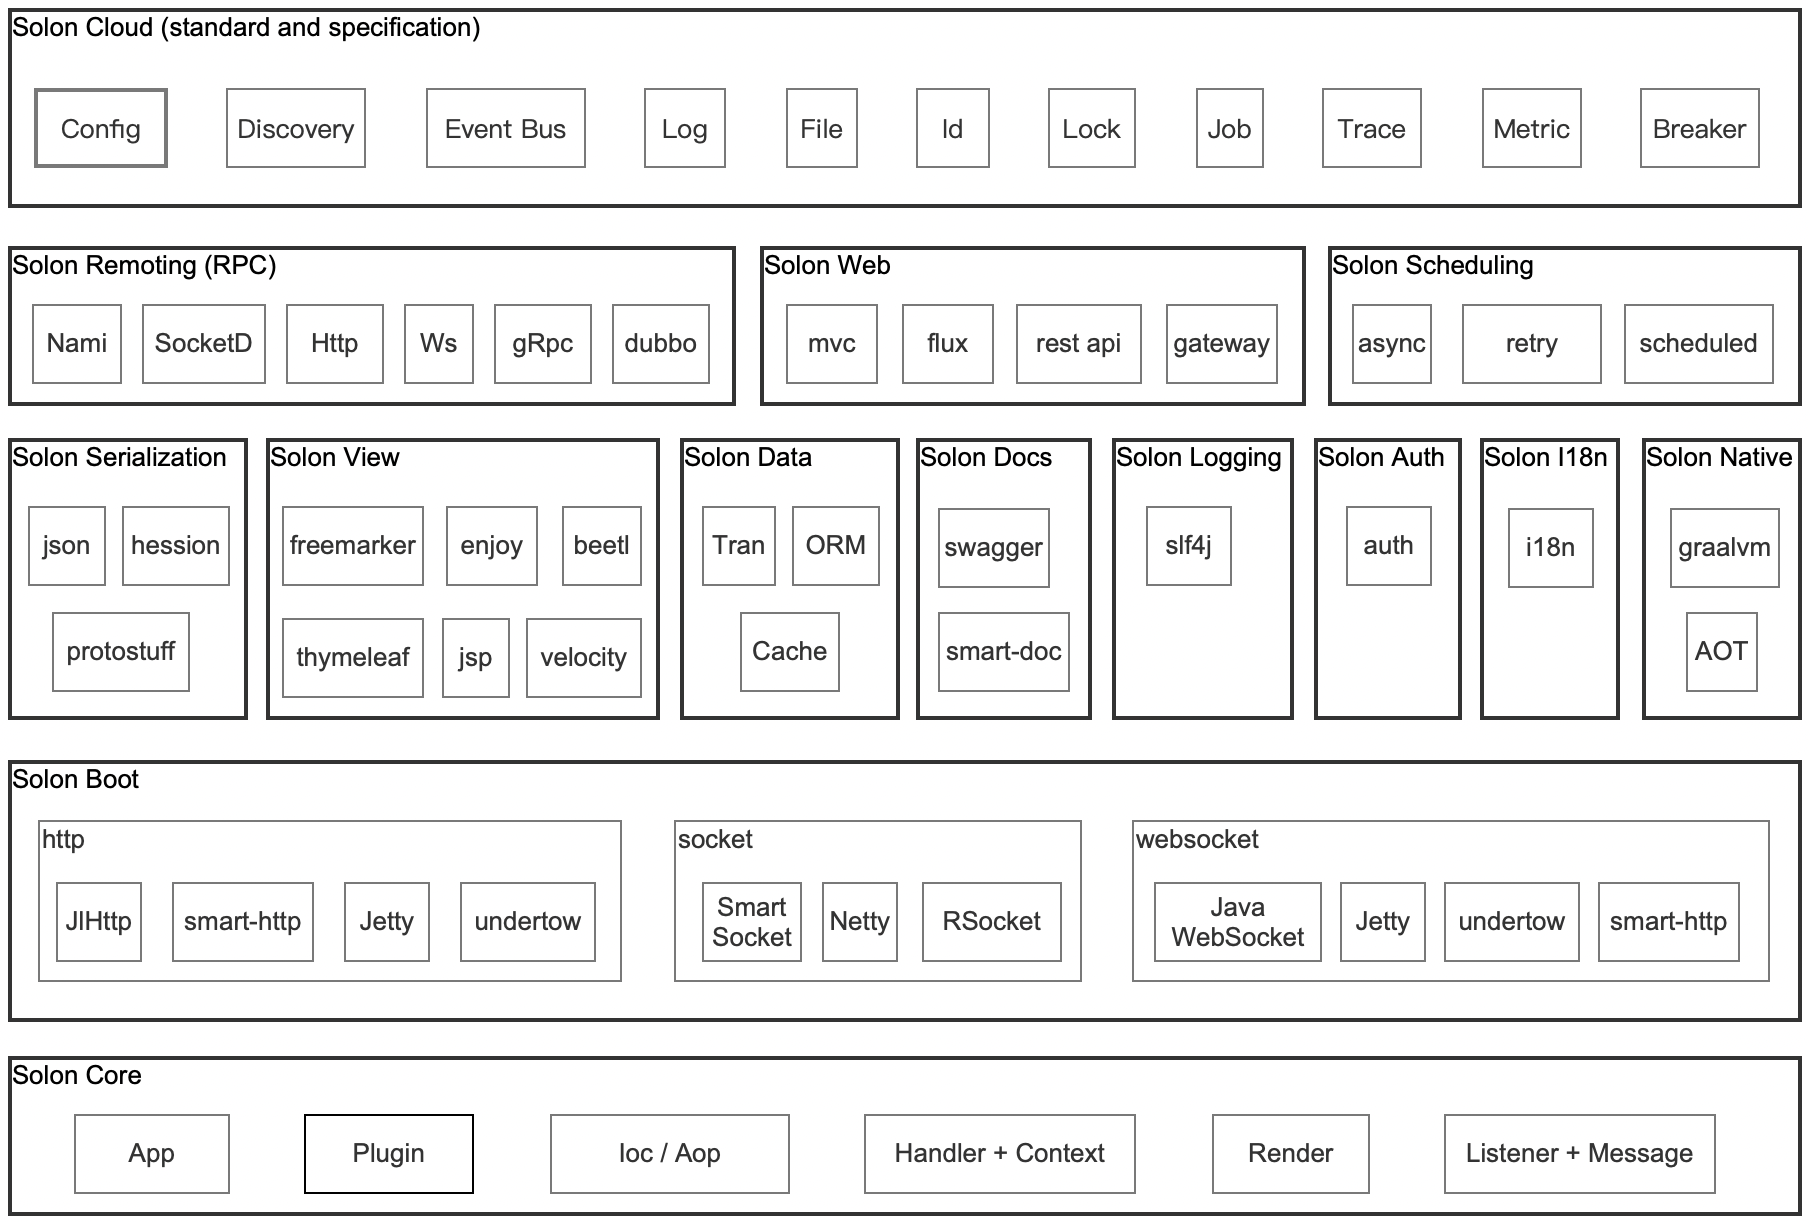 Solon Cloud (standard and specification)
Config
Discovery
Event Bus
Log
File
Id
Lock
Job
Trace
Metric
Breaker
Solon Remoting (RPC)
Nami
SocketD
Http
Ws
gRpc
dubbo
Solon Web
mvc
flux
rest api
gateway
Solon Scheduling
async
retry
scheduled
Solon Serialization
json
hession
protostuff
Solon View
freemarker
enjoy
beetl
thymeleaf
jsp
velocity
Solon Data
Tran
ORM
Cache
Solon Docs
swagger
smart-doc
Solon Logging
slf4j
Solon Auth
auth
Solon I18n
i18n
Solon Native
graalvm
AOT
Solon Boot
http
JlHttp
smart-http
Jetty
undertow
socket
Smart
Socket
Netty
RSocket
websocket
Java
WebSocket
Jetty
undertow
smart-http
Solon Core
App
Plugin
Ioc / Aop
Handler + Context
Render
Listener + Message